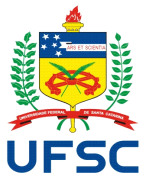 ARS ET SCIENTIA
UNIVERSIDADE FEDERAL DE SANTA CATARINA
UFSC